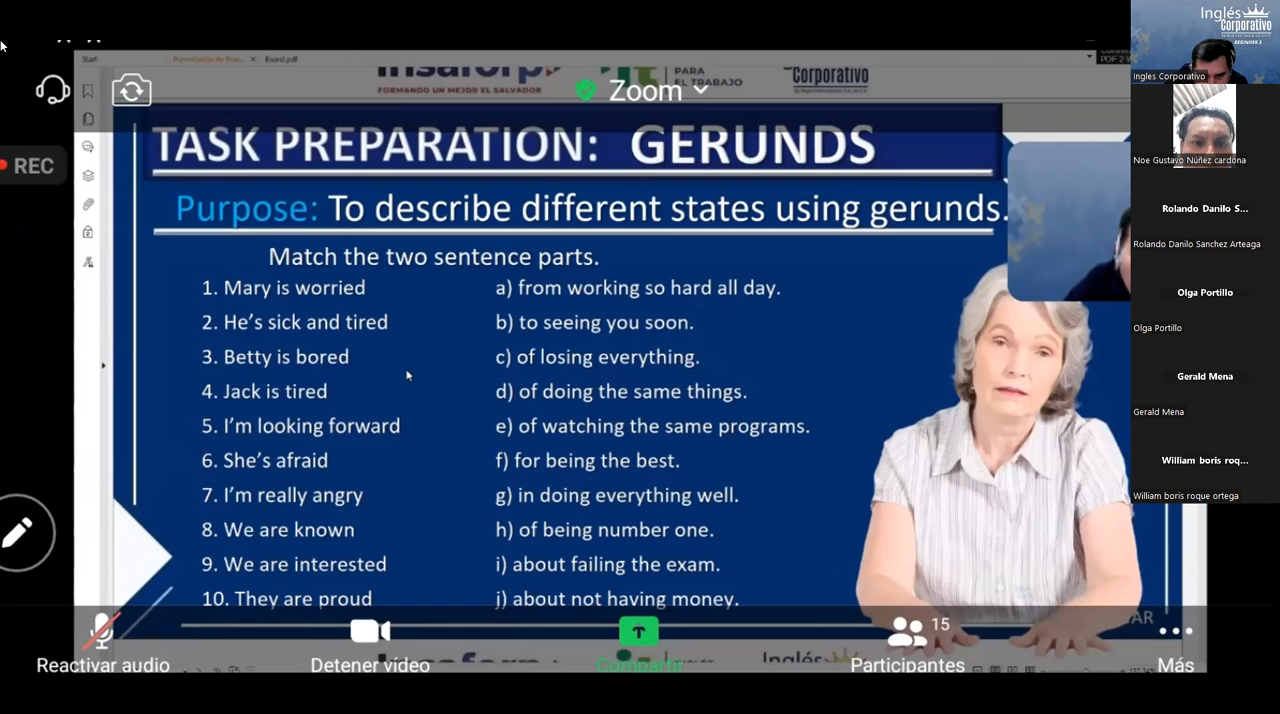 Start
Board.pdf
FORMANDO UN MEJOR EL SALVADOR
PARA
EL TRABAJO
Corporativo
Zoom
REC
TASK PREPARATION: GERUNDS
Purpose: To describe different states using gerunds.
Match the two sentence parts.
1. Mary is worried
a) from working so hard all day.
2. He's sick and tired
b) to seeing you soon.
3. Betty is bored
c) of losing everything.
4. Jack is tired
d) of doing the same things.
5. I'm looking forward
e) of watching the same programs.
6. She's afraid
f) for being the best.
7. I'm really angry
g) in doing everything well.
8. We are known
h) of being number one.
9. We are interested
i) about failing the exam.
10. They are proud
j) about not having money.
Reactivar audio
Detener vídeo
Compartir
15
Participantes
Más
Inglés
Corporativo
BEGINNER 2
Ingles Corporativo
Noe Gustavo Núñez cardona
Rolando Danilo S...
Rolando Danilo Sanchez Arteaga
Olga Portillo
Olga Portillo
Gerald Mena
Gerald Mena
William boris roq...
William boris roque ortega